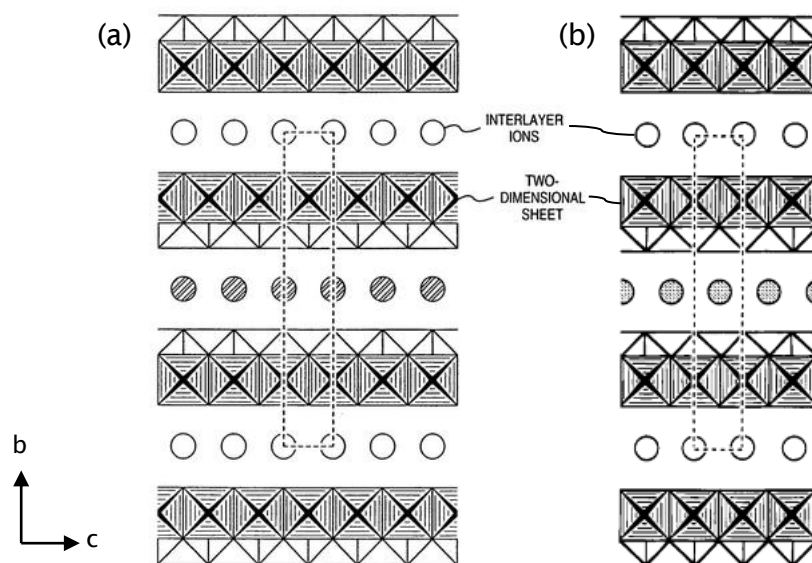 (a)
(b)
INTERLAYER
IONS
TWO-
DIMENSIONAL
SHEET
b
c